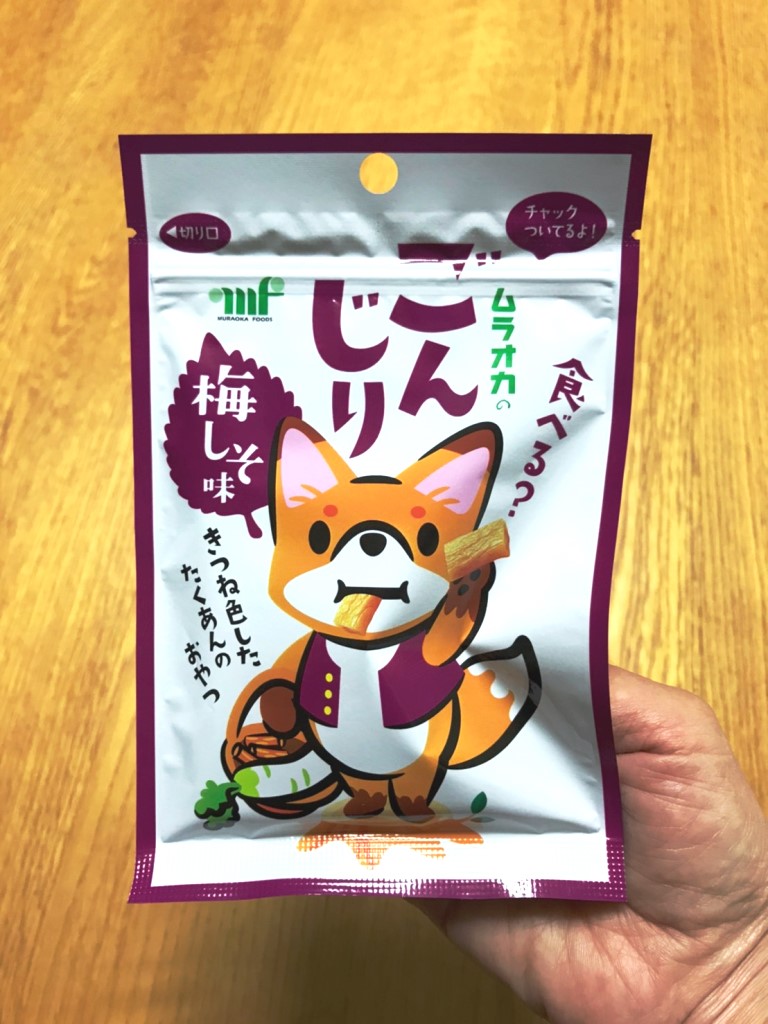 切り口
チャック
ついてるよ!
mf
MURAOKA FOODS
ムラオカの
ごんじり
食べる?
梅しそ味
きつね色した
たくあんの
おやつ